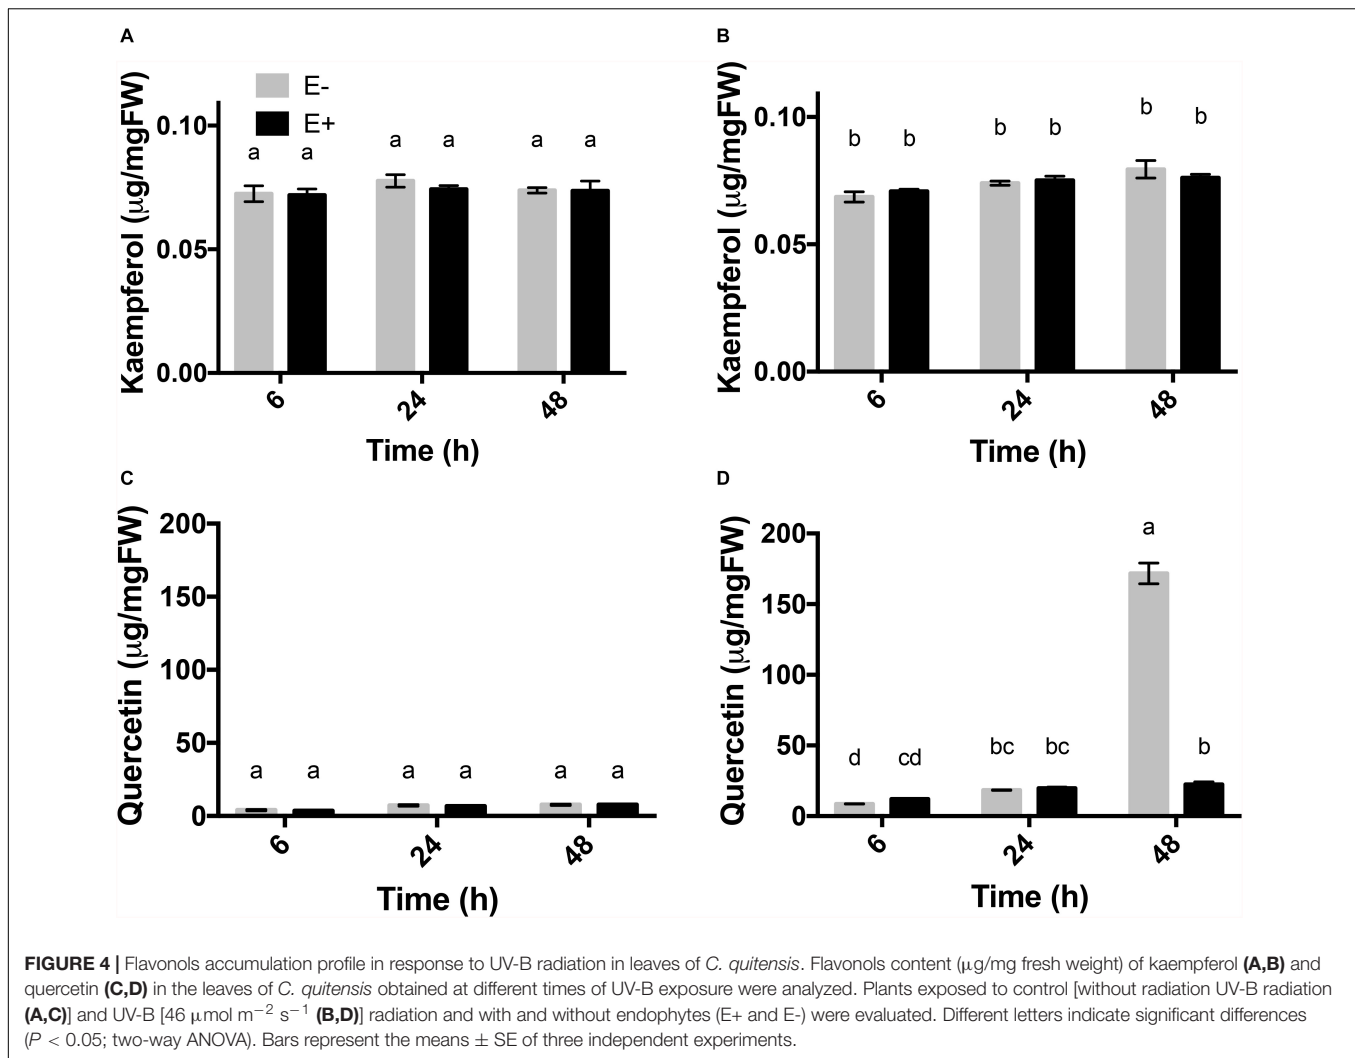 A
E-
E+
Kaempferol (μg/mgFW)
0.10
0.05
0.00
a a a a a a
6 24 48
Time (h)
B
Kaempferol (μg/mgFW)
0.10
0.05
0.00
b b b b b b
6 24 48
Time (h)
C
Quercetin (μg/mgFW)
200
150
100
50
0
a a a a a a
6 24 48
Time (h)
D
Quercetin (μg/mgFW)
200
150
100
50
0
d cd bc bc a b
6 24 48
Time (h)
FIGURE 4 | Flavonols accumulation profile in response to UV-B radiation in leaves of C. quitensis. Flavonols content (μg/mg fresh weight) of kaempferol (A,B) and
quercetin (C,D) in the leaves of C. quitensis obtained at different times of UV-B exposure were analyzed. Plants exposed to control [without radiation UV-B radiation
(A,C)] and UV-B [46 μmol m−2 s−1 (B,D)] radiation and with and without endophytes (E+ and E-) were evaluated. Different letters indicate significant differences
(P < 0.05; two-way ANOVA). Bars represent the means ± SE of three independent experiments.